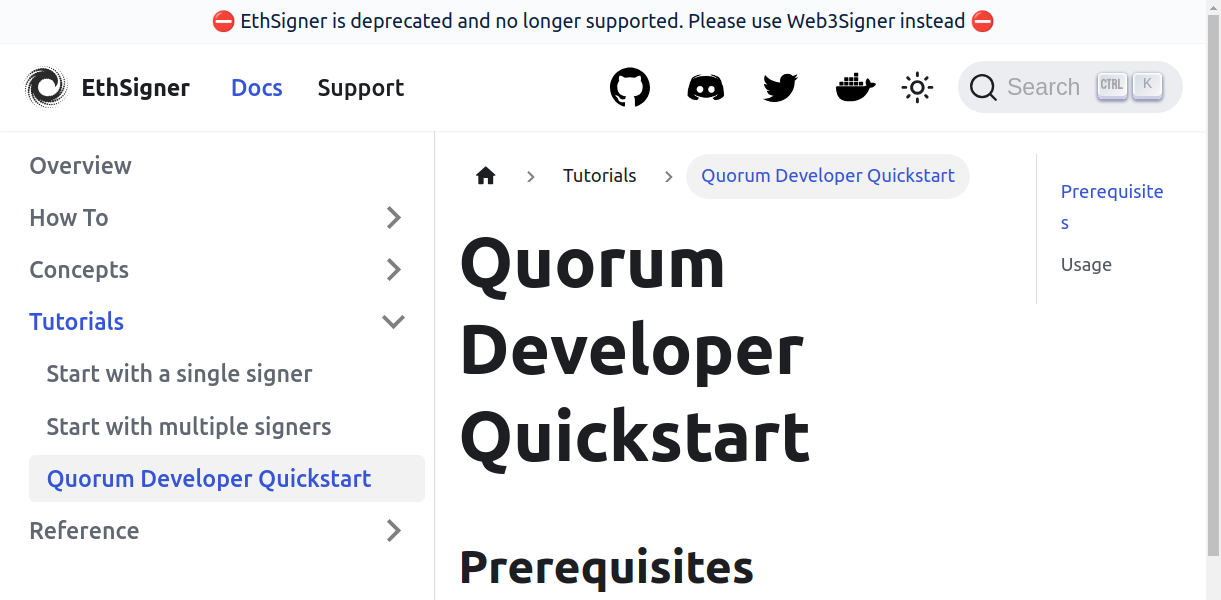 ⛔ EthSigner is deprecated and no longer supported. Please use Web3Signer instead ⛔
EthSigner Docs Support Search CTRL K
Overview
How To
Concepts
Tutorials
Start with a single signer
Start with multiple signers
Quorum Developer Quickstart
Reference
Tutorials Quorum Developer Quickstart
Quorum
Developer
Quickstart
Prerequisites
Prerequisite
s
Usage